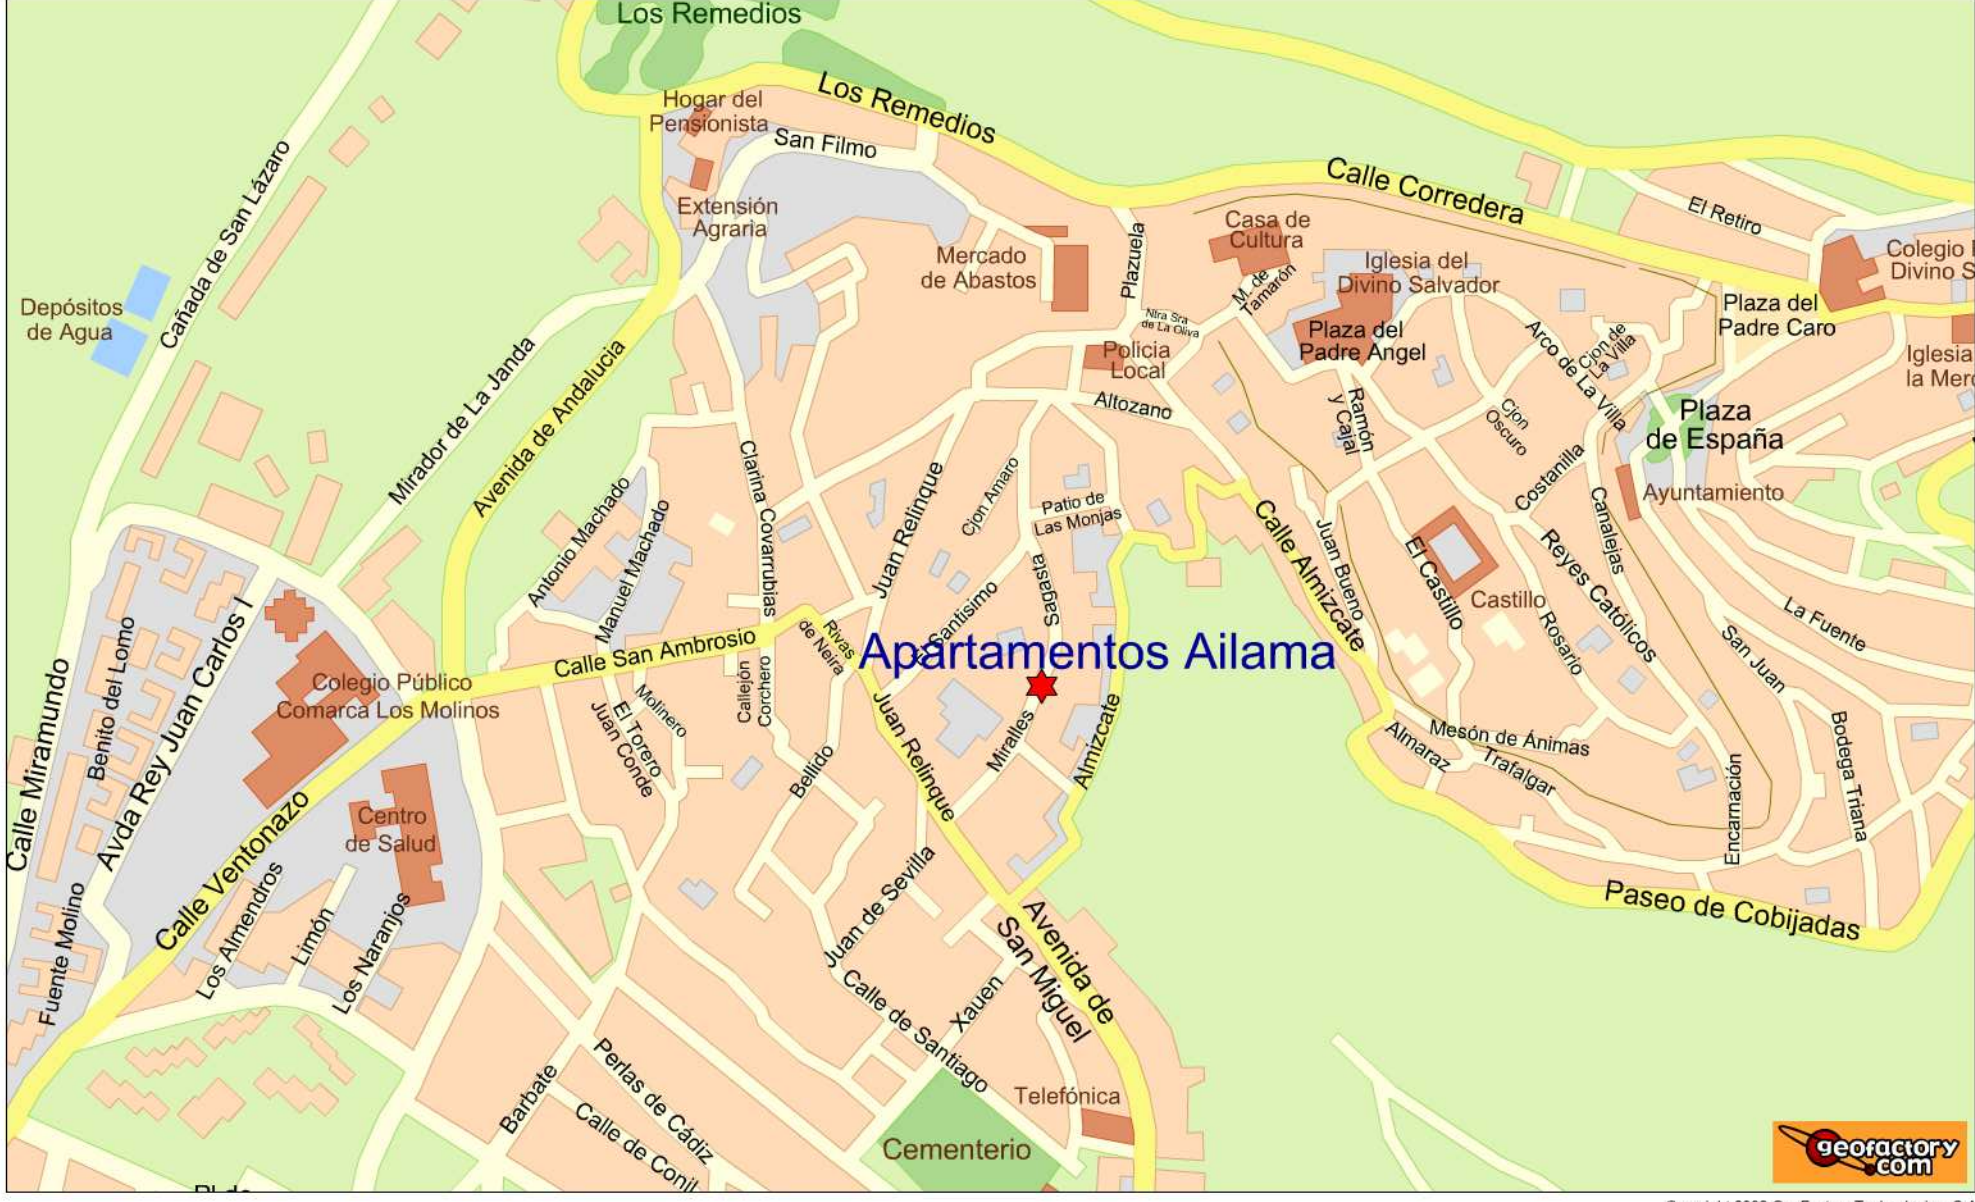 Los Remedios
Hogar del
Pensionista
Los Remedios
San Filmo
Calle Corredera
Cañada de San Lázaro
Extensión
Agraria
Mercado
de Abastos
Plazuela
Casa de
Cultura
M. de
Tamarón
Iglesia del
Divino Salvador
El Retiro
Colegio
Divino S
Depósitos
de Agua
Ntra Sra
de La Oliva
Plaza del
Padre Angel
Plaza del
Padre Caro
Policia
Local
Arco de La Villa
Cjon de
La Villa
Iglesia
la Merc
Mirador de La Janda
Avenida de Andalucia
Altozano
Ramón
y Cajal
Cjon
Oscuro
Plaza
de España
Clarina Covarrubias
Juan Relinque
Cjon Amaro
Patio de
Las Monjas
Costanilla
Ayuntamiento
Antonio Machado
Manuel Machado
Sagasta
Calle Almizcate
Juan Bueno
El Castillo
Castillo
Canalejas
Reyes Católicos
Rosario
La Fuente
San Juan
Benito del Lomo
Avda Rey Juan Carlos I
Calle San Ambrosio
Rivas
de Neira
Santisimo
Apartamentos Ailama
Calle Miramundo
Colegio Público
Comarca Los Molinos
Callejón
Corchero
Molinero
El Torero
Juan Conde
Bellido
Juan Relinque
Miralles
Almizcate
Almaraz
Mesón de Ánimas
Trafalgar
Encarnación
Bodega Triana
Calle Ventonazo
Centro
de Salud
Fuente Molino
Los Almendros
Limón
Los Naranjos
Juan de Sevilla
Paseo de Cobijadas
Avenida de
San Miguel
Calle de Santiago
Xauen
Barbate
Perlas de Cádiz
Calle de Conil
Telefónica
Cementerio
geofactory
.com